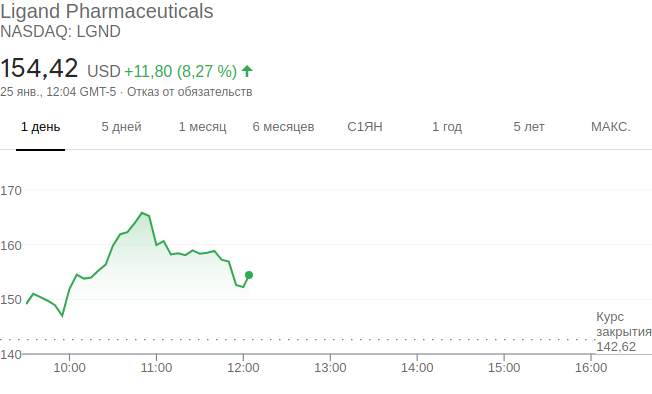 Ligand Pharmaceuticals
NASDAQ: LGND
154,42 USD +11,80 (8,27 %)
25 янв., 12:04 GMT-5 · Отказ от обязательств
1 день 5 дней 1 месяц 6 месяцев С1ЯН 1 год 5 лет МАКС.
170
160
150
140
Курс
закрытия
142,62
10:00 11:00 12:00 13:00 14:00 15:00 16:00